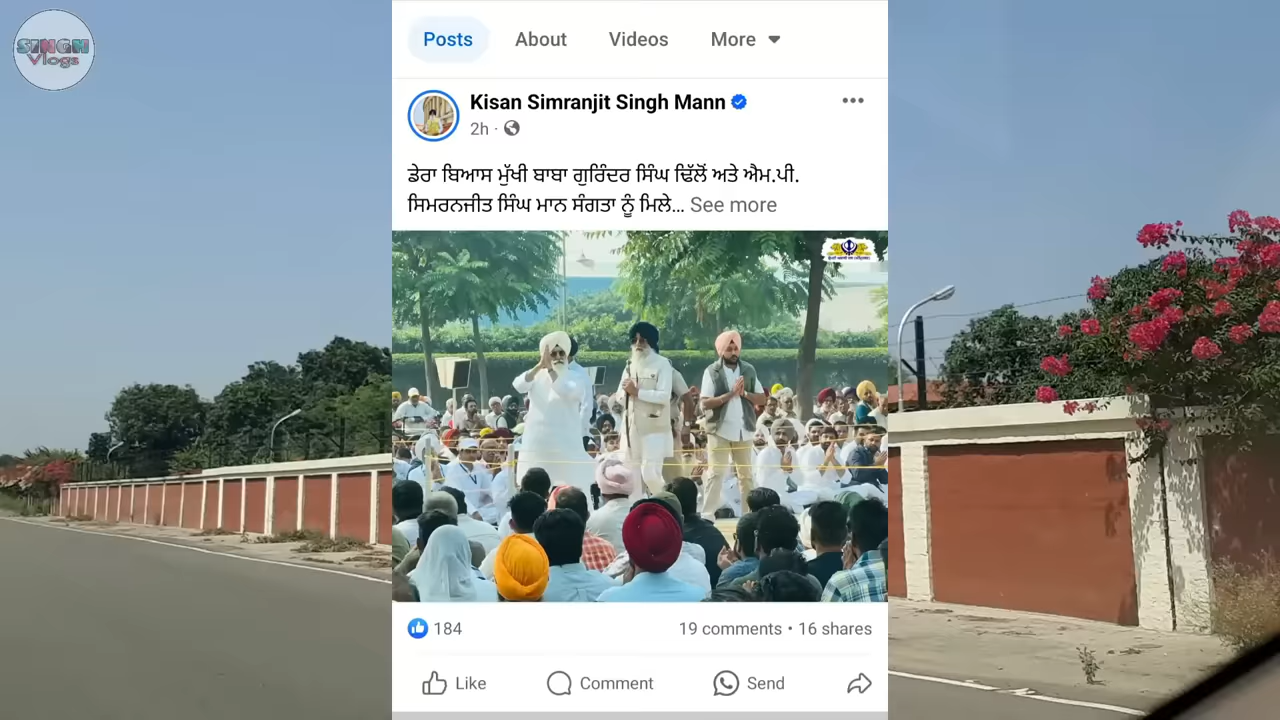 SINGH
Vlogs
Posts About Videos More
Kisan Simranjit Singh Mann
2h ·
ਡੇਰਾ ਬਿਆਸ ਮੁੱਖੀ ਬਾਬਾ ਗੁਰਿੰਦਰ ਸਿੰਘ ਢਿੱਲੋਂ ਅਤੇ ਐਮ.ਪੀ.
ਸਿਮਰਨਜੀਤ ਸਿੰਘ ਮਾਨ ਸੰਗਤਾ ਨੂੰ ਮਿਲੇ... See more
184
19 comments • 16 shares
Like Comment Send